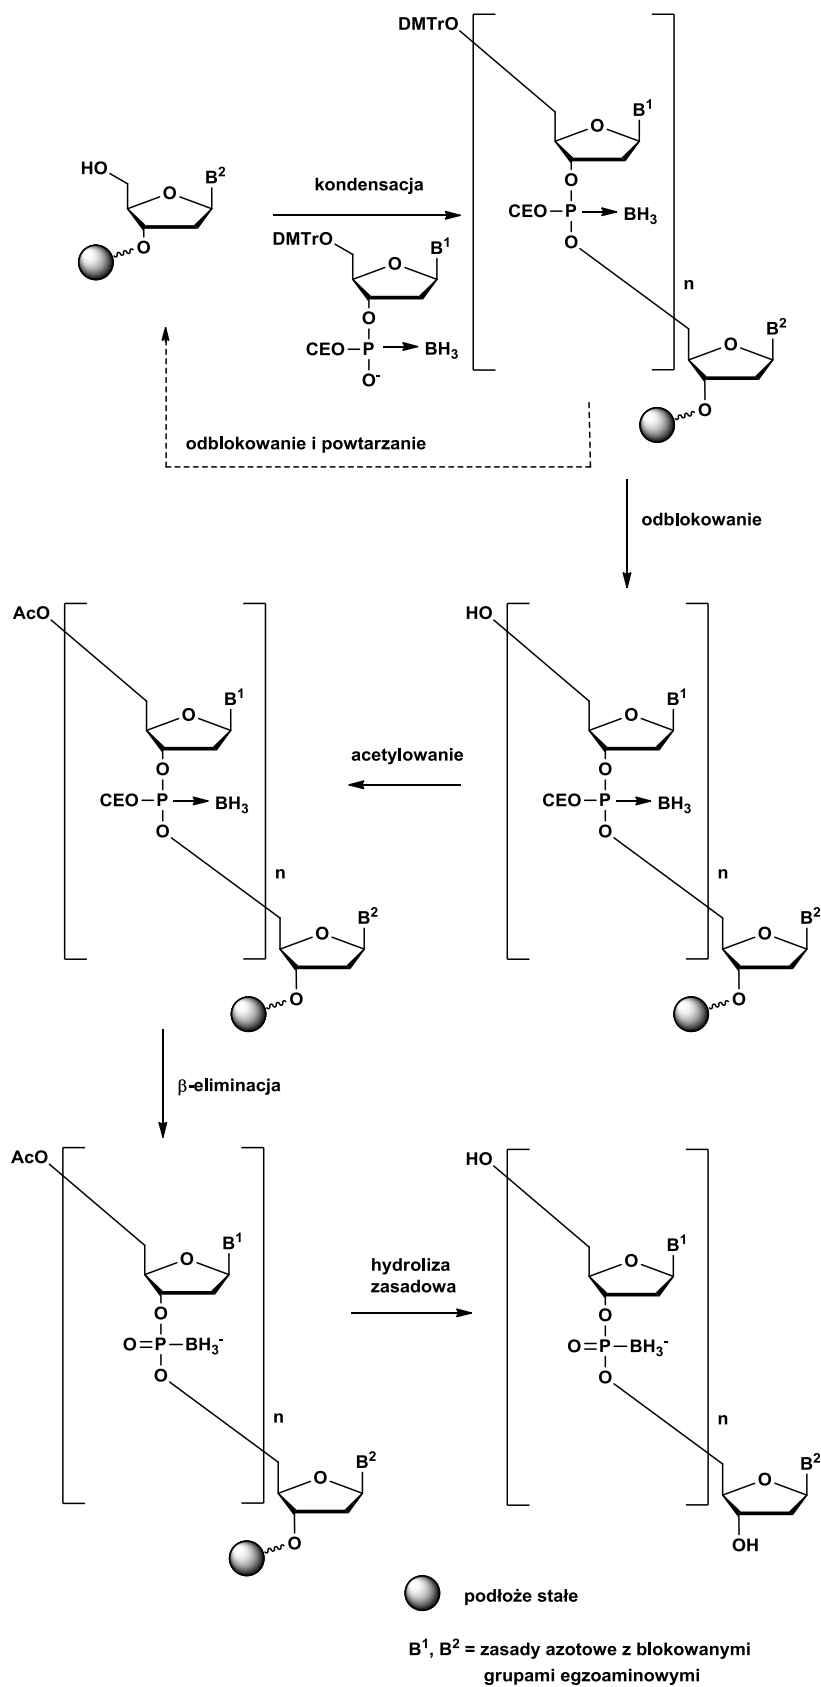 DMTrO
B¹
O
O
CEO–P→BH₃
O
n
B²
O
O
HO
B²
O
O
kondensacja
DMTrO
B¹
O
O
CEO–P→BH₃
O⁻
odblokowanie i powtarzanie
odblokowanie
AcO
B¹
O
O
CEO–P→BH₃
O
n
B²
O
O
acetylowanie
HO
B¹
O
O
CEO–P→BH₃
O
n
B²
O
O
β-eliminacja
AcO
B¹
O
O
O=P–BH₃⁻
O
n
B²
O
O
hydroliza
zasadowa
HO
B¹
O
O
O=P–BH₃⁻
O
n
B²
O
OH
podłoże stałe
B¹, B² = zasady azotowe z blokowanymi
grupami egzoaminowymi